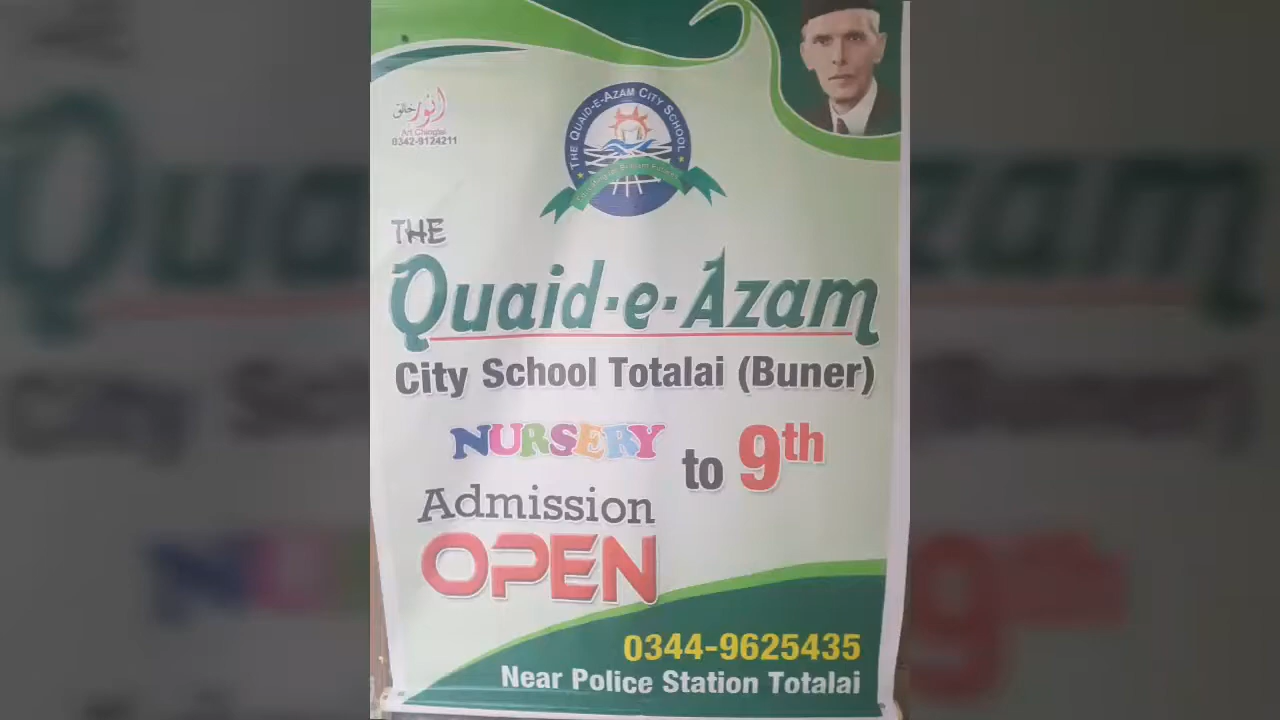 انور خالق
Art Chinglai
0342-9124211
THE QUAID-E-AZAM CITY SCHOOL
THE
Quaid-e-Azam
City School Totalai (Buner)
NURSERY to 9th
Admission
OPEN
0344-9625435
Near Police Station Totalai